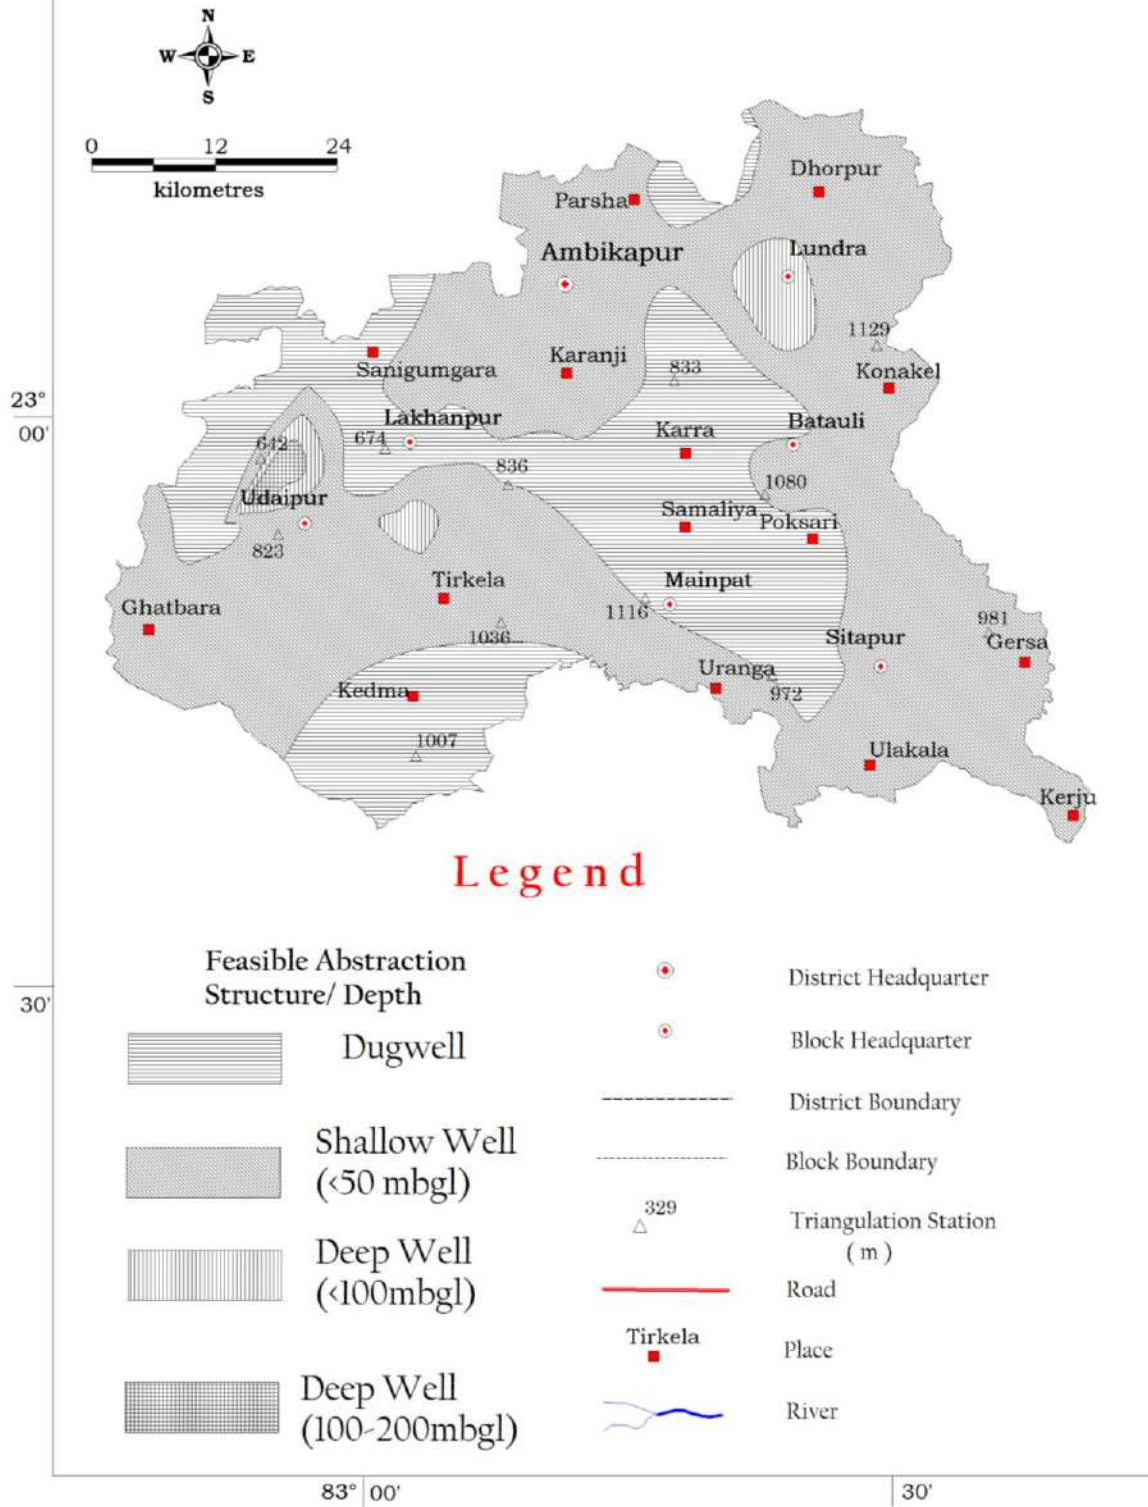 N
W E
S
0 12 24
kilometres
Dhorpur
Parsha
Ambikapur
Lundra
1129
Karanji
Sanigumgara
833
Konakel
23°
00'
Lakhanpur
Batauli
642
674
Karra
836
1080
Udaipur
Samaliya
Poksari
823
Tirkela
Mainpat
Ghatbara
1116
981
1036...
Sitapur
Gersa
Uranga
Kedma
972
1007
Ulakala
Kerju
Legend
Feasible Abstraction
Structure/ Depth
District Headquarter
30'
Dugwell
Block Headquarter
District Boundary
Shallow Well
(<50 mbgl)
Block Boundary
329
Triangulation Station
( m )
Deep Well
(<100mbgl)
Road
Tirkela
Place
Deep Well
(100-200mbgl)
River
83° 00'
30'